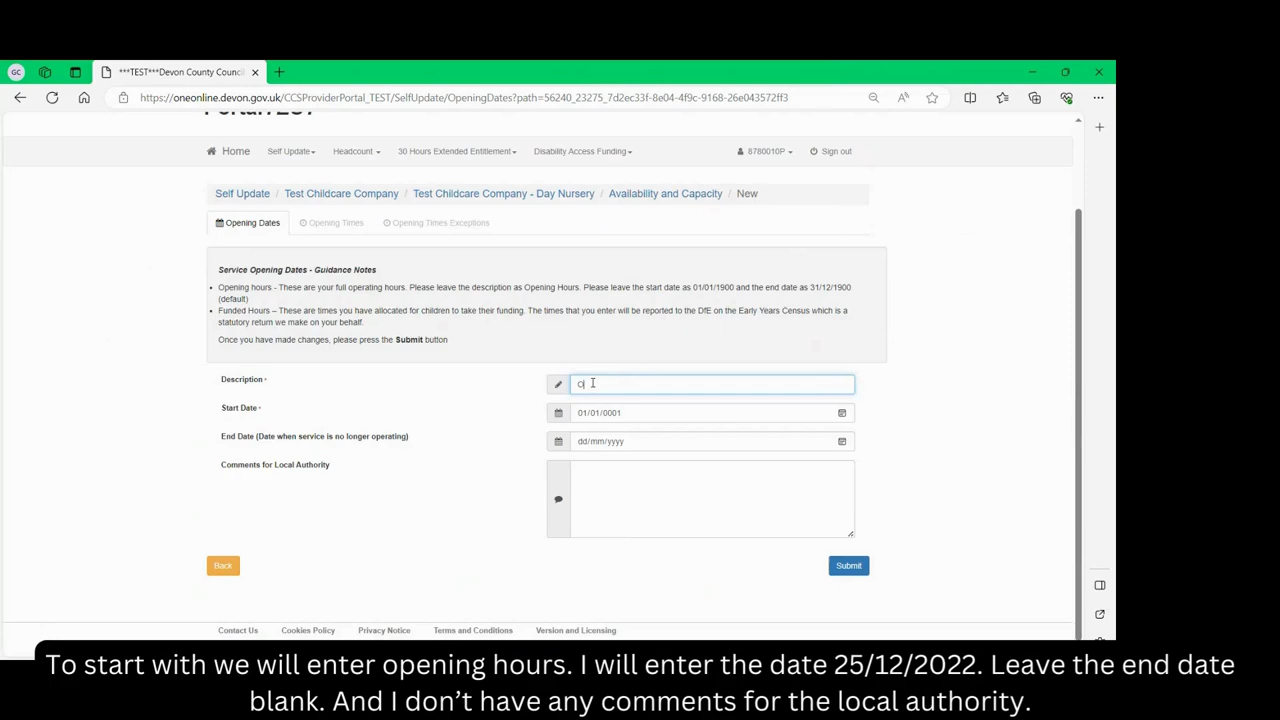 GC
***TEST***Devon County Counci
https://oneonline.devon.gov.uk/CCSProviderPortal_TEST/SelfUpdate/OpeningDates?path=56240_23275_7d2ec33f-8e04-4f9c-9168-26e043572ff3
Home Self Update Headcount 30 Hours Extended Entitlement Disability Access Funding 8780010P Sign out
Self Update / Test Childcare Company / Test Childcare Company - Day Nursery / Availability and Capacity / New
Opening Dates Opening Times Opening Times Exceptions
Service Opening Dates - Guidance Notes
• Opening hours - These are your full operating hours. Please leave the description as Opening Hours. Please leave the start date as 01/01/1900 and the end date as 31/12/1900
(default)
• Funded Hours – These are times you have allocated for children to take their funding. The times that you enter will be reported to the DfE on the Early Years Census which is a
statutory return we make on your behalf.
Once you have made changes, please press the Submit button
Description * O
Start Date * 01/01/0001
End Date (Date when service is no longer operating) dd/mm/yyyy
Comments for Local Authority
Back Submit
Contact Us Cookies Policy Privacy Notice Terms and Conditions Version and Licensing
To start with we will enter opening hours. I will enter the date 25/12/2022. Leave the end date
blank. And I don’t have any comments for the local authority.